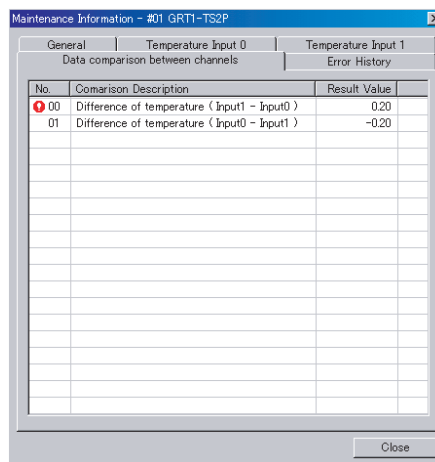 Maintenance Information - #01 GRT1-TS2P
General Temperature Input 0 Temperature Input 1
Data comparison between channels Error History
No. Comarison Description Result Value
00 Difference of temperature ( Input1 - Input0 ) 0.20
01 Difference of temperature ( Input0 - Input1 ) -0.20
Close